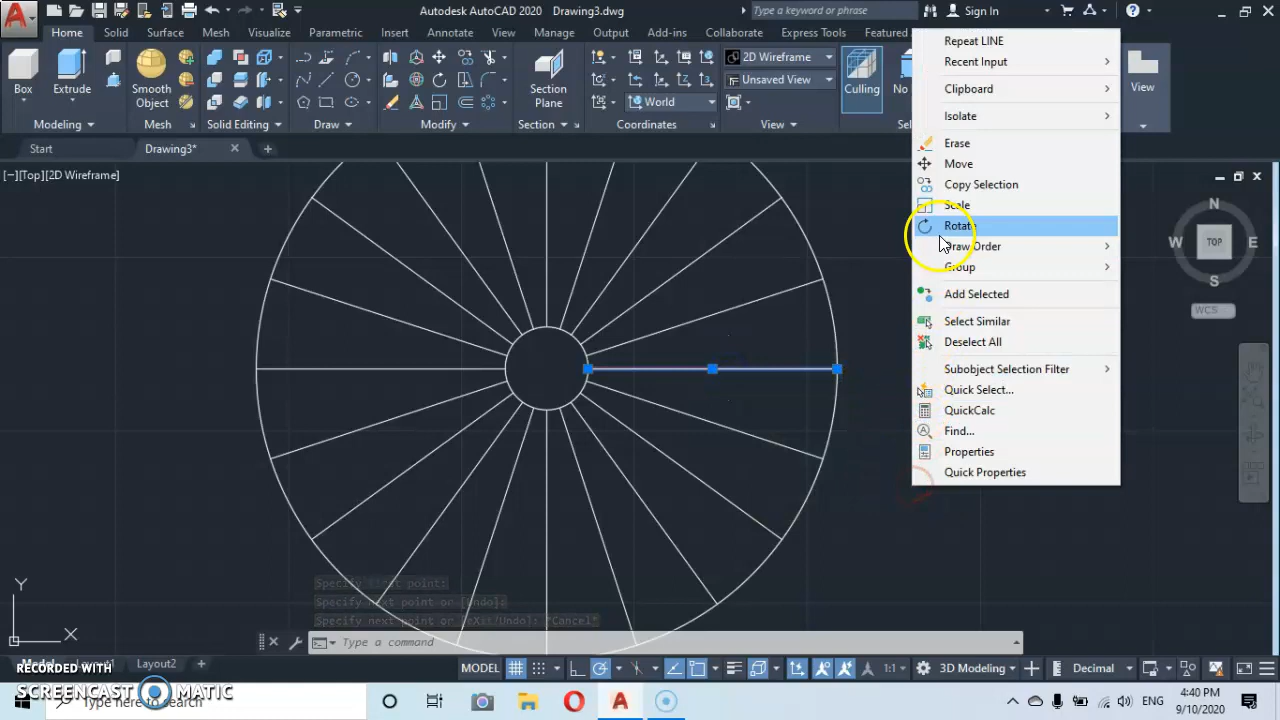 Autodesk AutoCAD 2020 Drawing3.dwg
Type a keyword or phrase
Sign In
Home Solid Surface Mesh Visualize Parametric Insert Annotate View Manage Output Add-ins Collaborate Express Tools Featured
Box
Extrude
Smooth
Object
Section
Plane
World
2D Wireframe
Unsaved View
Culling
No
View
Modeling
Mesh
Solid Editing
Draw
Modify
Section
Coordinates
View
Sel
Start
Drawing3*
[−][Top][2D Wireframe]
Repeat LINE
Recent Input
Clipboard
Isolate
Erase
Move
Copy Selection
Scale
Rotate
Draw Order
Group
Add Selected
Select Similar
Deselect All
Subobject Selection Filter
Quick Select...
QuickCalc
Find...
Properties
Quick Properties
N
W
TOP
E
S
WCS
Y
X
Specify first point:
Specify next point or [Undo]:
Specify next point or [eXit/Undo]: *Cancel*
Type a command
Layout2
MODEL
1:1
3D Modeling
Decimal
RECORDED WITH
SCREENCAST MATIC
Type here to search
ENG
4:40 PM
9/10/2020